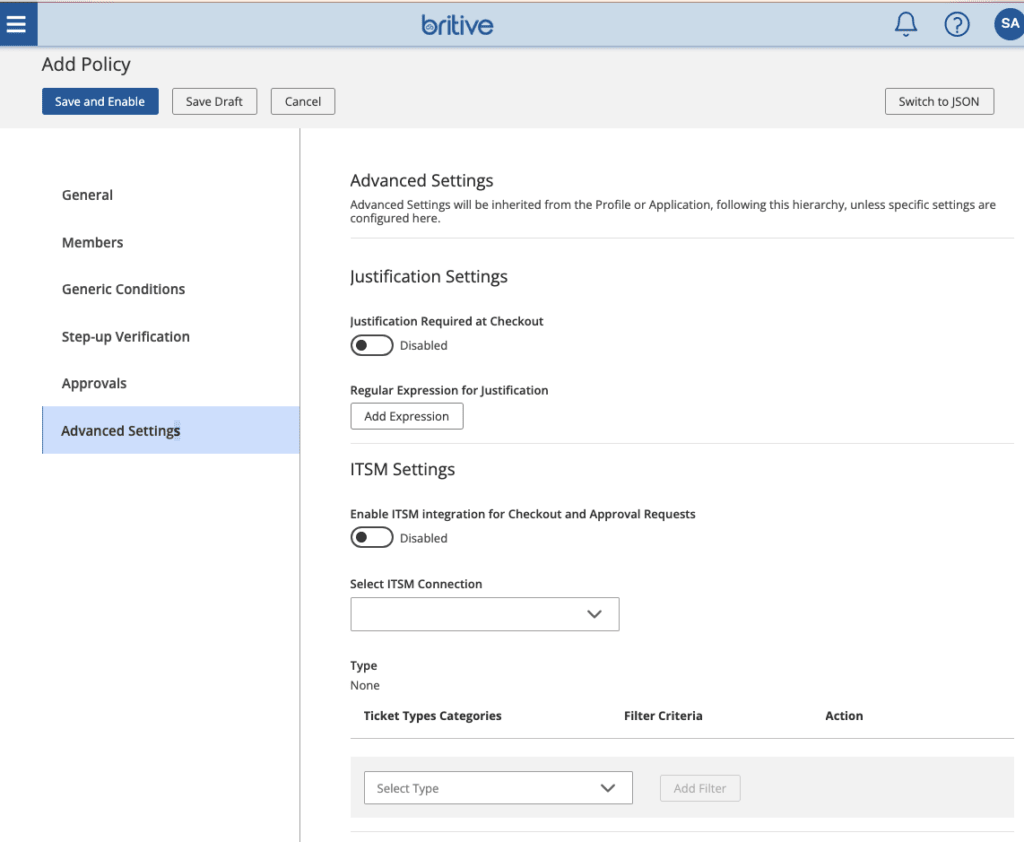 britive
SA
Add Policy
Save and Enable
Save Draft
Cancel
Switch to JSON
General
Members
Generic Conditions
Step-up Verification
Approvals
Advanced Settings
Advanced Settings
Advanced Settings will be inherited from the Profile or Application, following this hierarchy, unless specific settings are
configured here.
Justification Settings
Justification Required at Checkout
Disabled
Regular Expression for Justification
Add Expression
ITSM Settings
Enable ITSM integration for Checkout and Approval Requests
Disabled
Select ITSM Connection
Type
None
Ticket Types Categories
Filter Criteria
Action
Select Type
Add Filter